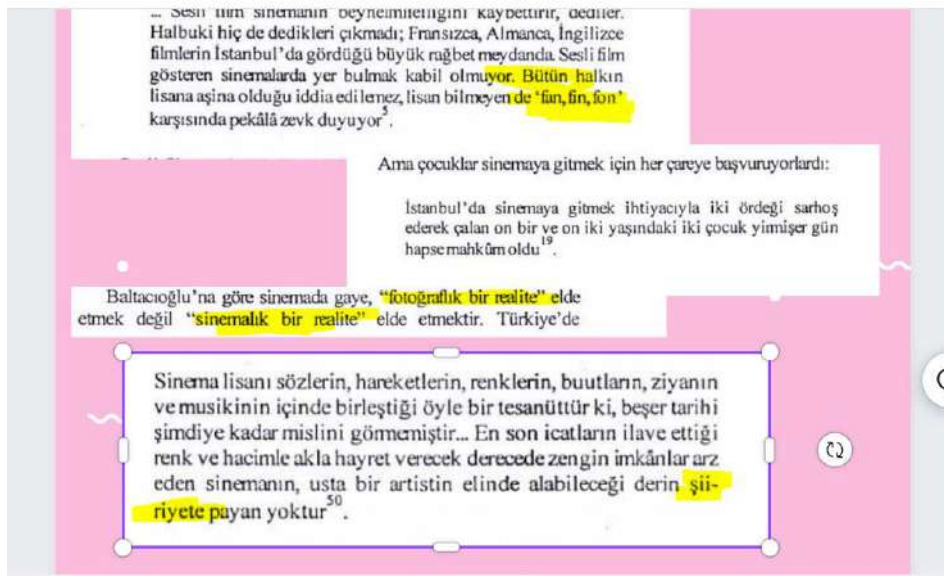 ... Sesli film sinemanın beynelmilelliğini kaybettirir, dediler.
Halbuki hiç de dedikleri çıkmadı; Fransızca, Almanca, İngilizce
filmlerin İstanbul'da gördüğü büyük rağbet meydanda. Sesli film
gösteren sinemalarda yer bulmak kabil olmuyor. Bütün halkın
lisana aşina olduğu iddia edilemez, lisan bilmeyen de ‘fan,fin,fon’
karşısında pekâlâ zevk duyuyor5.
Ama çocuklar sinemaya gitmek için her çareye başvuruyorlardı:
İstanbul'da sinemaya gitmek ihtiyacıyla iki ördeği sarhoş
ederek çalan on bir ve on iki yaşındaki iki çocuk yirmişer gün
hapse mahkûm oldu19.
Baltacıoğlu'na göre sinemada gaye, “fotoğraflık bir realite” elde
etmek değil “sinemalık bir realite” elde etmektir. Türkiye'de
Sinema lisanı sözlerin, hareketlerin, renklerin, buutların, ziyanın
ve musikinin içinde birleştiği öyle bir tesanüttür ki, beşer tarihi
şimdiye kadar mislini görmemiştir... En son icatların ilave ettiği
renk ve hacimle akla hayret verecek derecede zengin imkânlar arz
eden sinemanın, usta bir artistin elinde alabileceği derin şii-
riyete payan yoktur50.